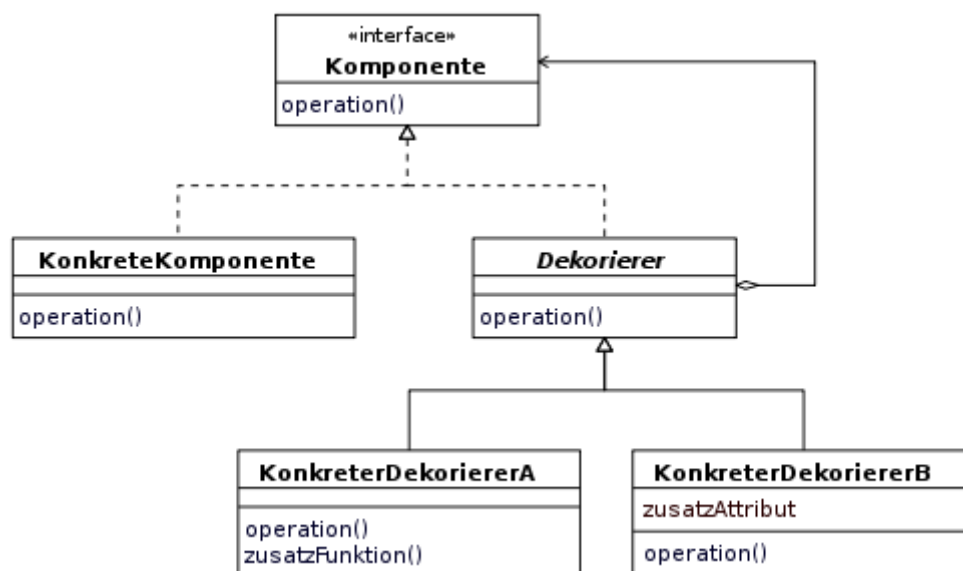 «interface»
Komponente
operation()
KonkreteKomponente
operation()
Dekorierer
operation()
KonkreterDekoriererA
operation()
zusatzFunktion()
KonkreterDekoriererB
zusatzAttribut
operation()